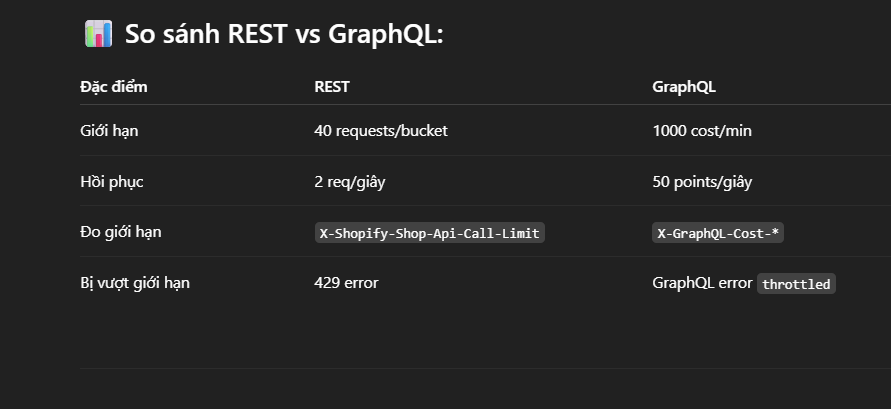 📊 So sánh REST vs GraphQL:
Đặc điểm REST GraphQL
Giới hạn 40 requests/bucket 1000 cost/min
Hồi phục 2 req/giây 50 points/giây
Đo giới hạn X-Shopify-Shop-Api-Call-Limit X-GraphQL-Cost-*
Bị vượt giới hạn 429 error GraphQL error throttled